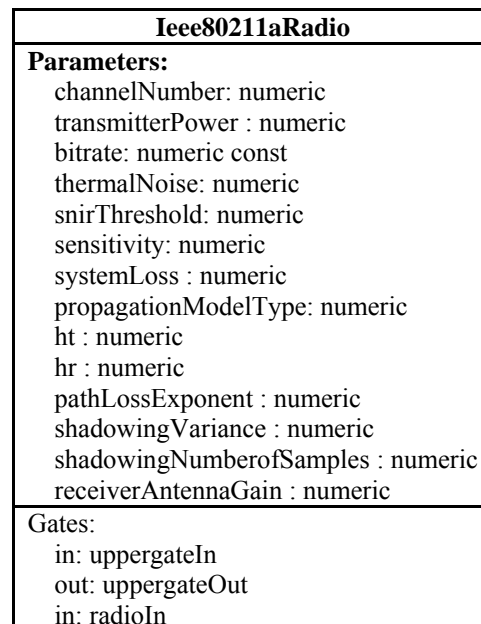 Ieee80211aRadio
Parameters:
channelNumber: numeric
transmitterPower : numeric
bitrate: numeric const
thermalNoise: numeric
snirThreshold: numeric
sensitivity: numeric
systemLoss : numeric
propagationModelType: numeric
ht : numeric
hr : numeric
pathLossExponent : numeric
shadowingVariance : numeric
shadowingNumberofSamples : numeric
receiverAntennaGain : numeric
Gates:
in: uppergateIn
out: uppergateOut
in: radioIn